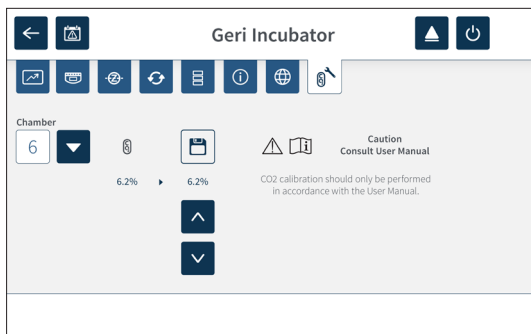 Geri Incubator
Chamber
6
6.2%
6.2%
Caution
Consult User Manual
CO2 calibration should only be performed
in accordance with the User Manual.